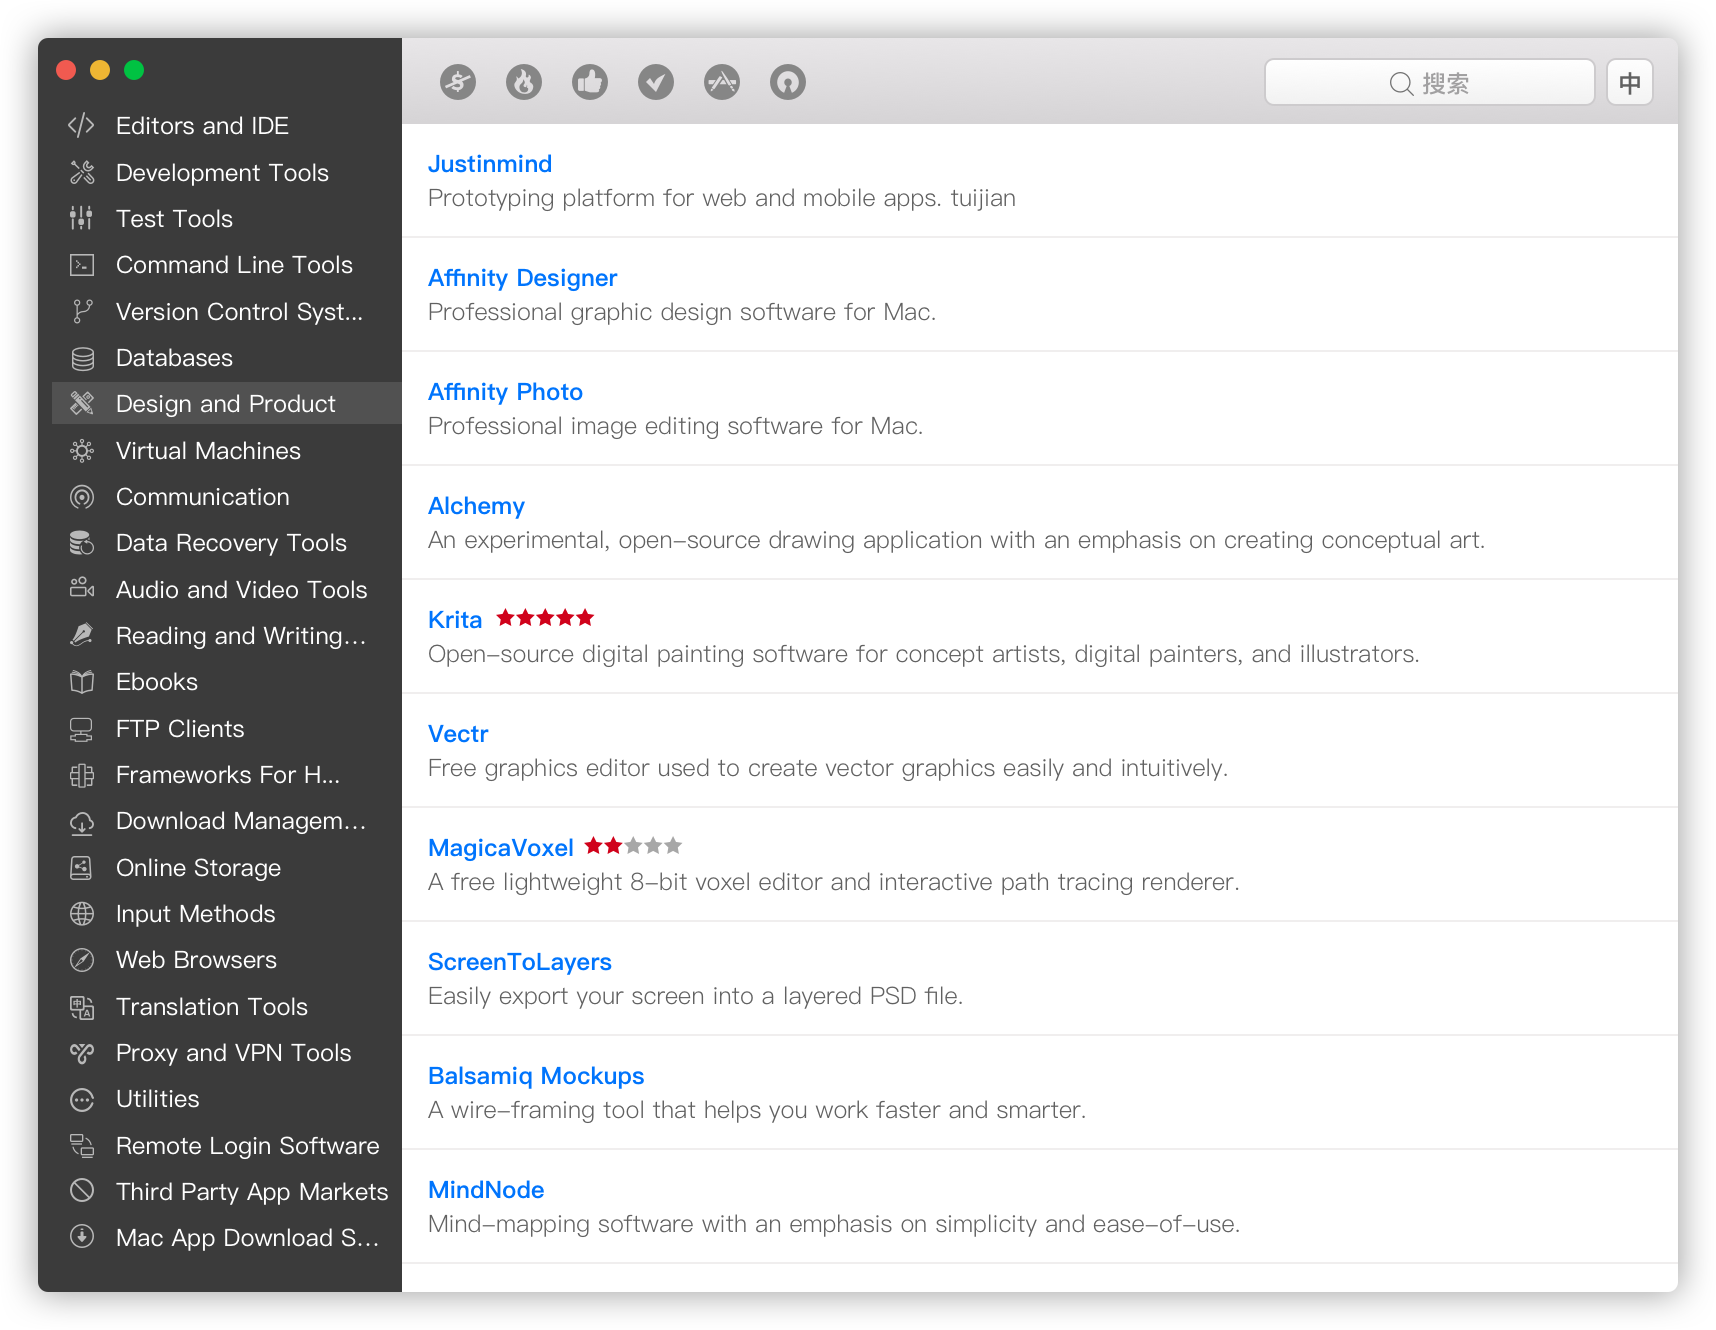 搜索
中
Editors and IDE
Development Tools
Test Tools
Command Line Tools
Version Control Syst...
Databases
Design and Product
Virtual Machines
Communication
Data Recovery Tools
Audio and Video Tools
Reading and Writing...
Ebooks
FTP Clients
Frameworks For H...
Download Managem...
Online Storage
Input Methods
Web Browsers
Translation Tools
Proxy and VPN Tools
Utilities
Remote Login Software
Third Party App Markets
Mac App Download S...
Justinmind
Prototyping platform for web and mobile apps. tuijian
Affinity Designer
Professional graphic design software for Mac.
Affinity Photo
Professional image editing software for Mac.
Alchemy
An experimental, open-source drawing application with an emphasis on creating conceptual art.
Krita ★★★★★
Open-source digital painting software for concept artists, digital painters, and illustrators.
Vectr
Free graphics editor used to create vector graphics easily and intuitively.
MagicaVoxel ★★★★★
A free lightweight 8-bit voxel editor and interactive path tracing renderer.
ScreenToLayers
Easily export your screen into a layered PSD file.
Balsamiq Mockups
A wire-framing tool that helps you work faster and smarter.
MindNode
Mind-mapping software with an emphasis on simplicity and ease-of-use.